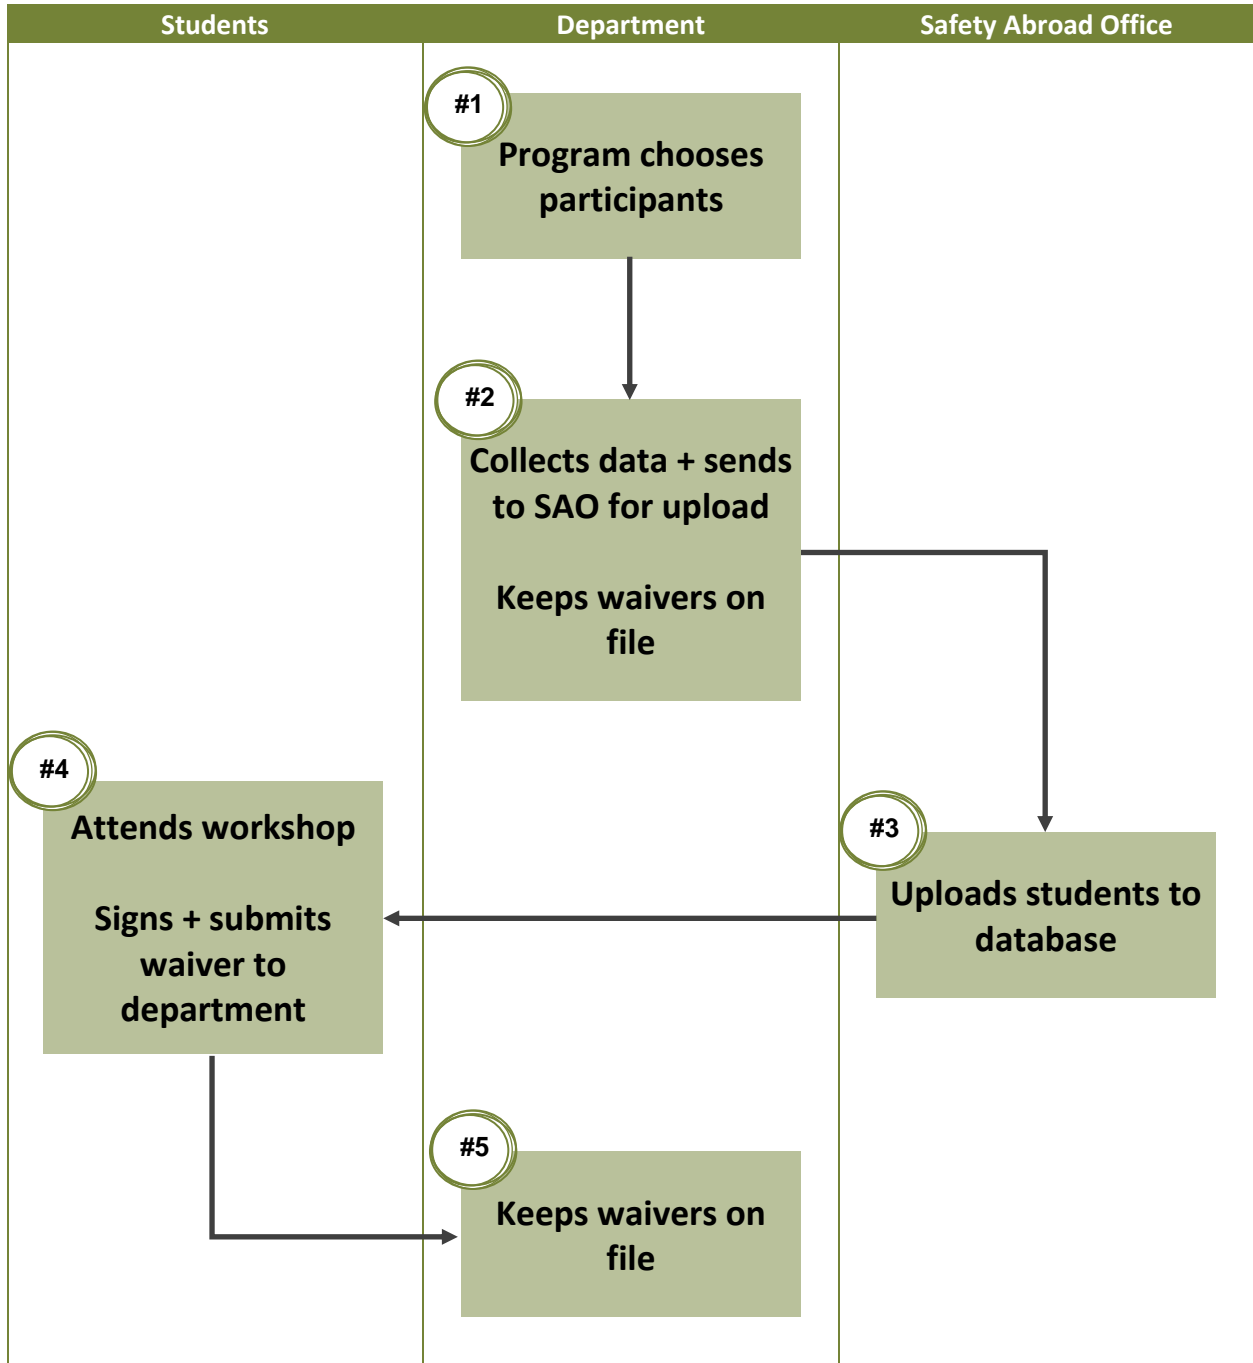 Students
Department
Safety Abroad Office
#1
Program chooses
participants
#2
Collects data + sends
to SAO for upload
Keeps waivers on
file
#3
Uploads students to
database
#4
Attends workshop
Signs + submits
waiver to
department
#5
Keeps waivers on
file